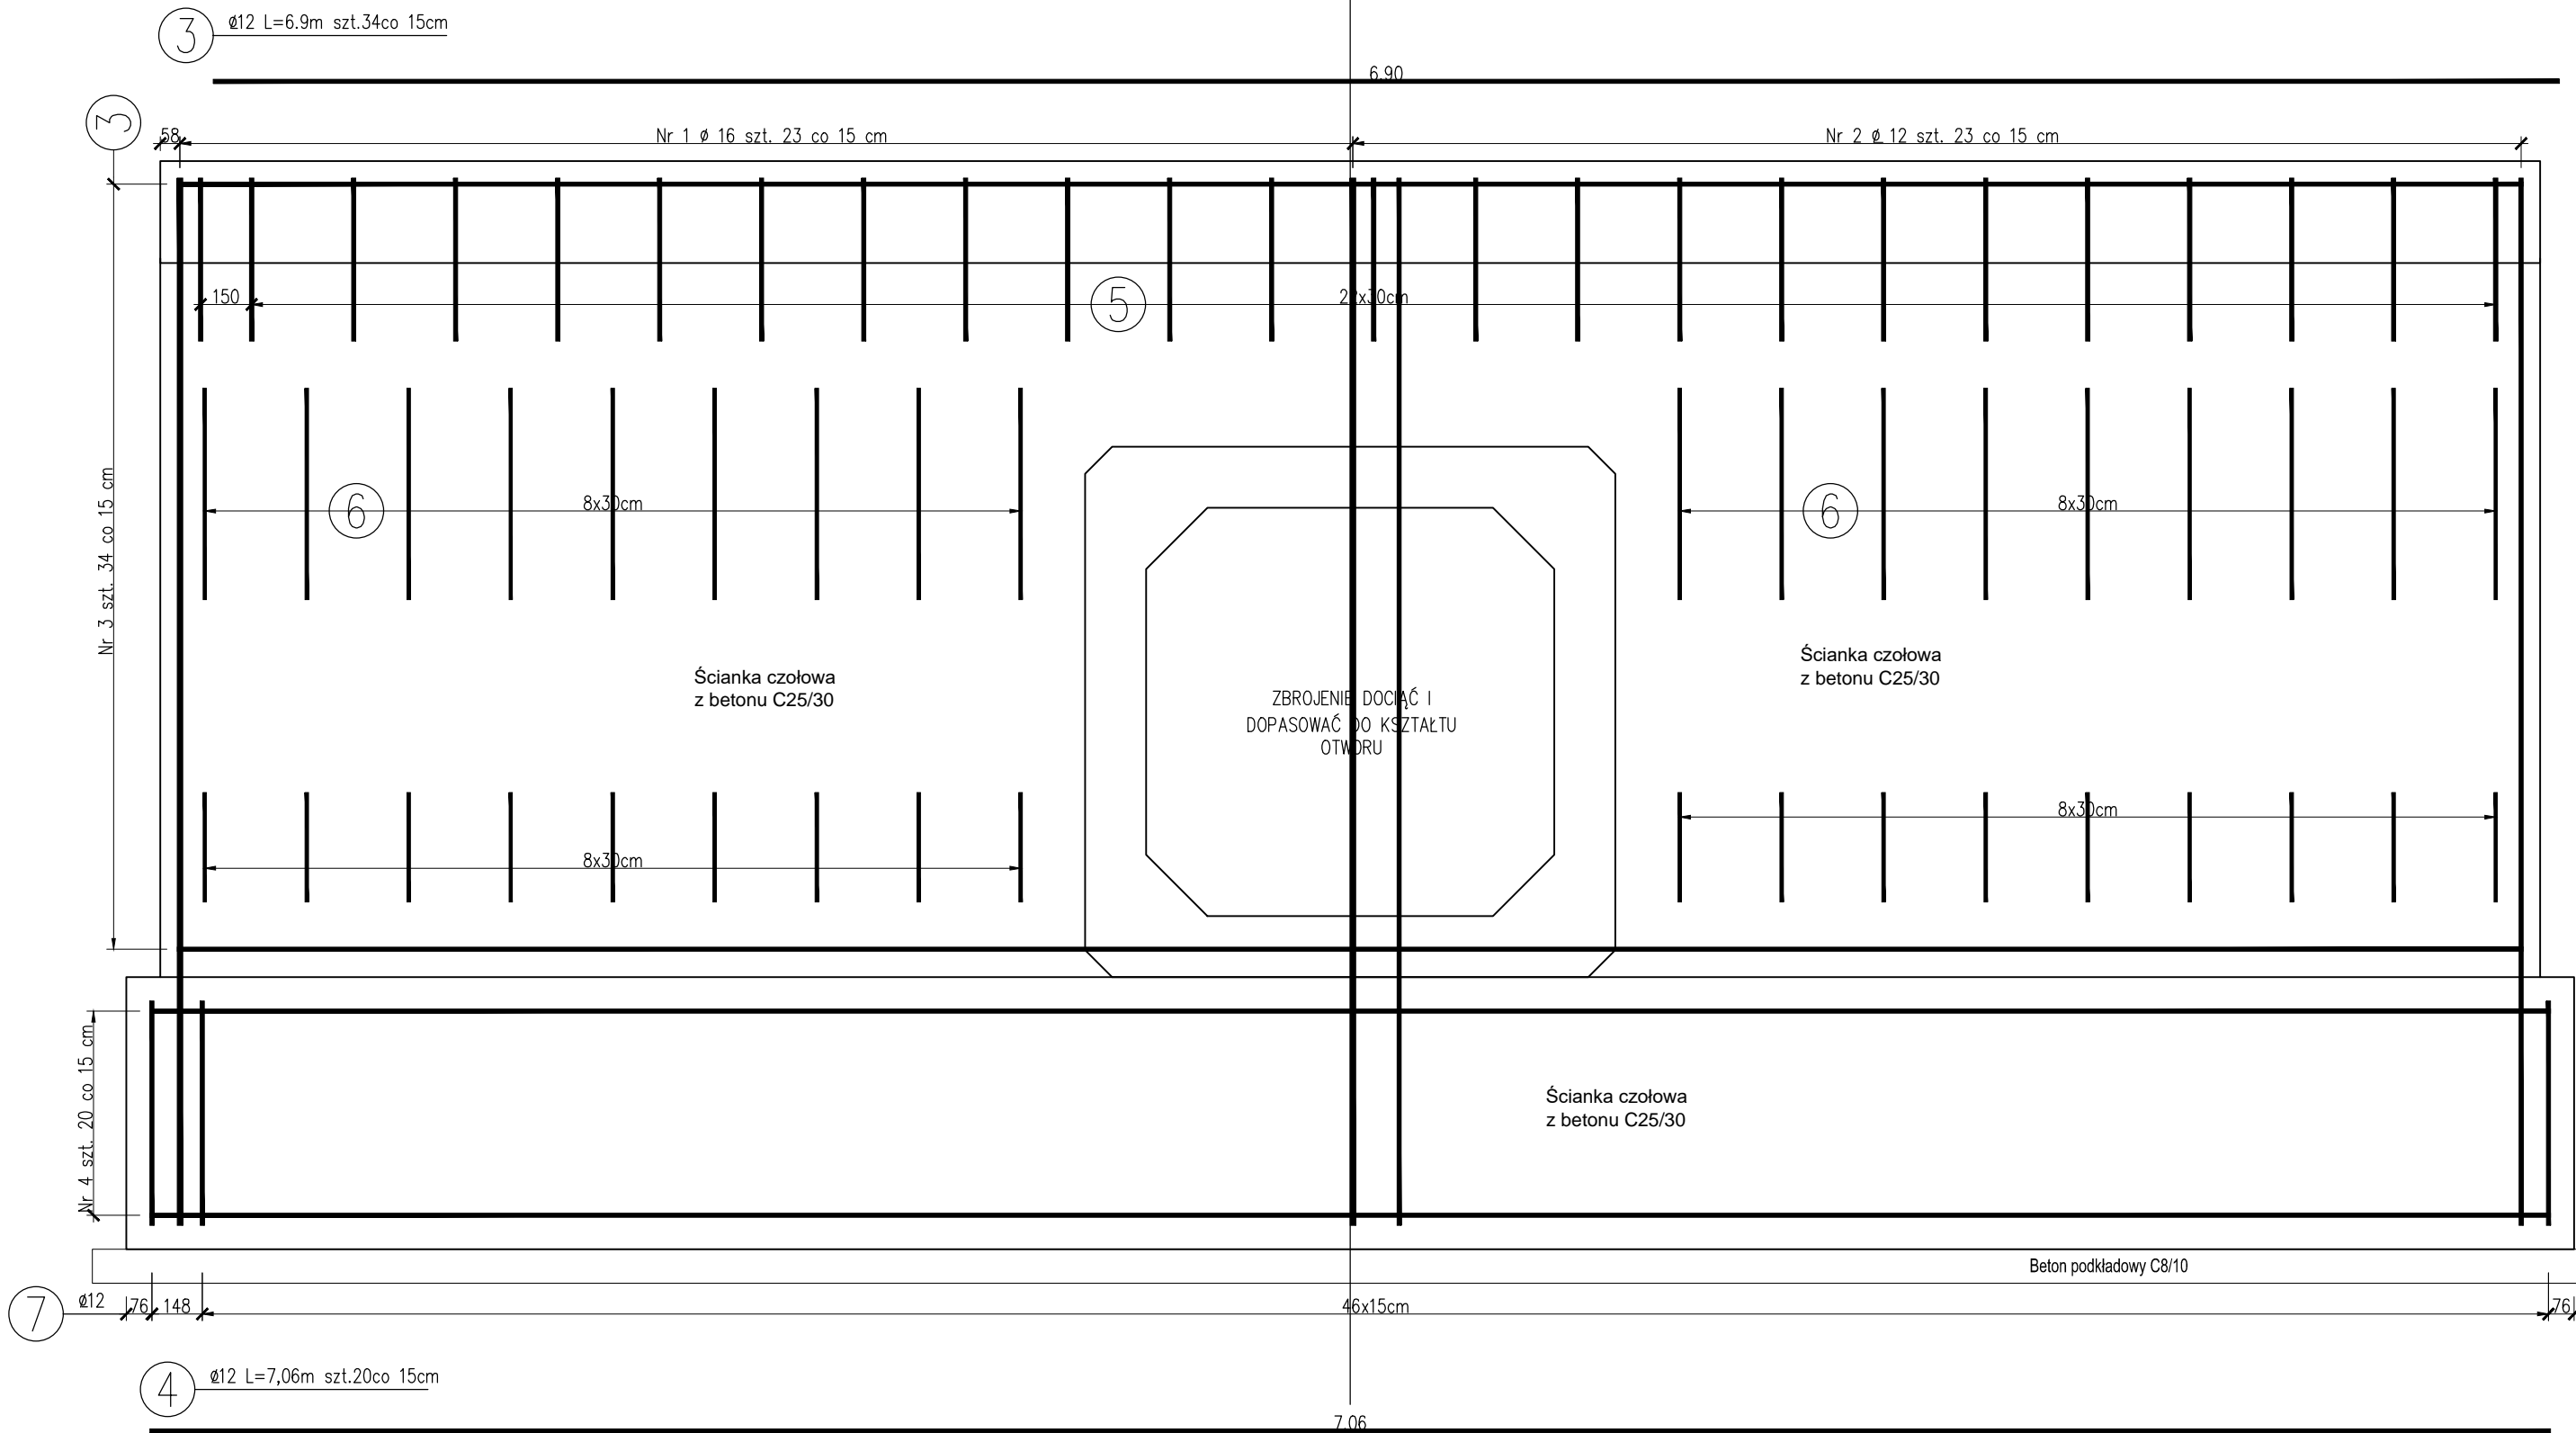 3
ø12 L=6.9m szt.34co 15cm
6.90
3
58
Nr 1 ø 16 szt. 23 co 15 cm
Nr 2 ø 12 szt. 23 co 15 cm
150
5
22x30cm
Nr 3 szt. 34 co 15 cm
6
8x30cm
6
8x30cm
Ścianka czołowa
z betonu C25/30
Ścianka czołowa
z betonu C25/30
ZBROJENIE DOCIĄĆ I
DOPASOWAĆ DO KSZTAŁTU
OTWORU
8x30cm
8x30cm
Nr 4 szt. 20 co 15 cm
Ścianka czołowa
z betonu C25/30
Beton podkładowy C8/10
7
ø12
76
148
46x15cm
76
4
ø12 L=7,06m szt.20co 15cm
7.06